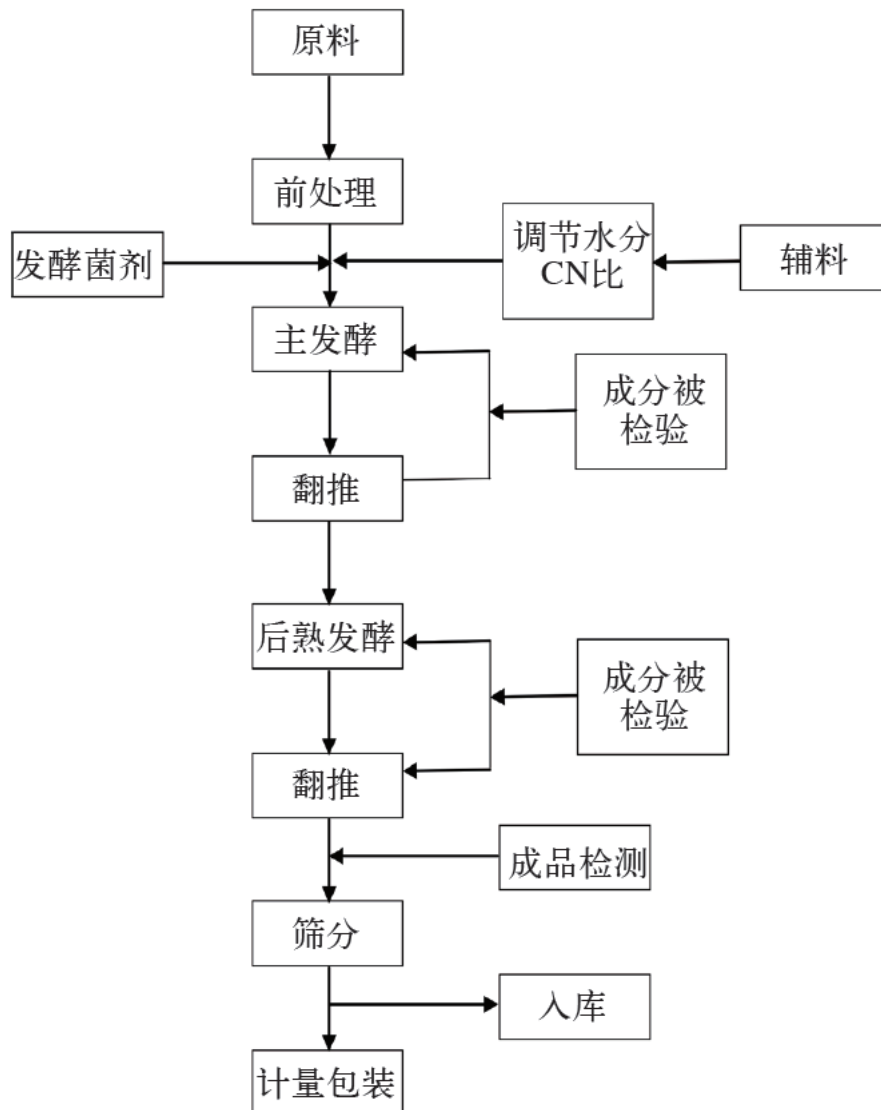 原料
前处理
发酵菌剂
调节水分
CN比
辅料
主发酵
成分被
检验
翻推
后熟发酵
成分被
检验
翻推
成品检测
筛分
入库
计量包装